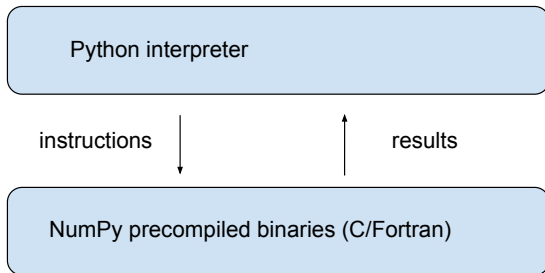 Python interpreter
instructions
results
NumPy precompiled binaries (C/Fortran)